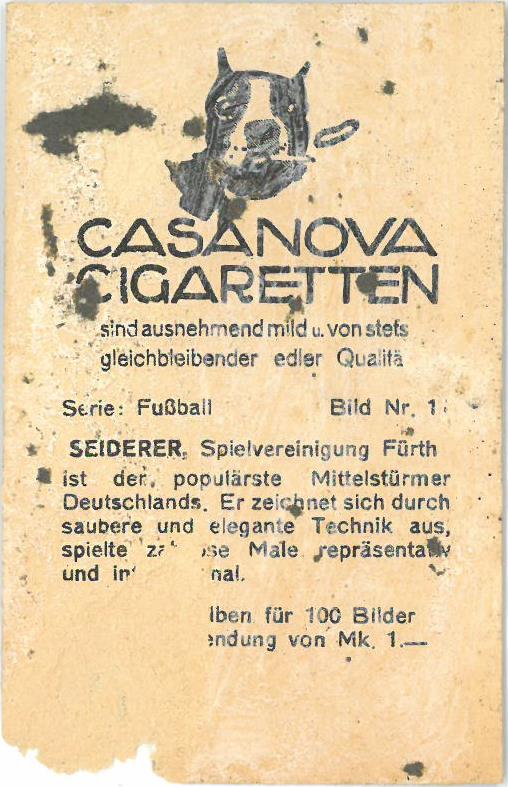 CASANOVA
CIGARETTEN
sind ausnehmend mild u. von stets
gleichbleibender edler Qualitä
Serie: Fußball Bild Nr. 1
SEIDERER, Spielvereinigung Fürth
ist der populärste Mittelstürmer
Deutschlands. Er zeichnet sich durch
saubere und elegante Technik aus,
spielte Male repräsentativ
und
für 100 Bilder
von Mk. 1.—